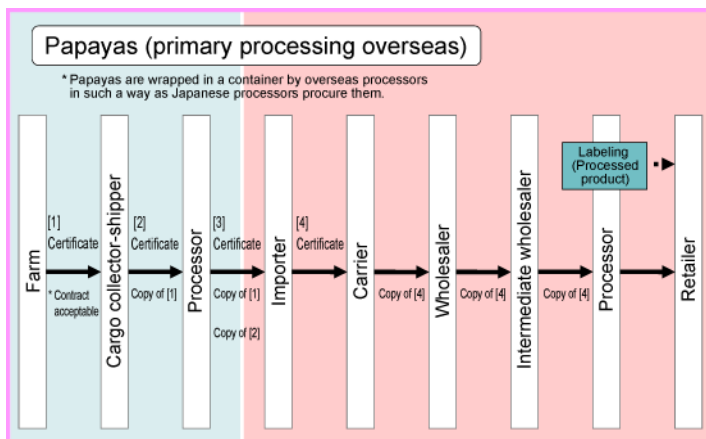 Papayas (primary processing overseas)
* Papayas are wrapped in a container by overseas processors
in such a way as Japanese processors procure them.
Labeling
(Processed
product)
Farm
[1]
Certificate
* Contract
acceptable
Cargo collector-shipper
[2]
Certificate
Copy of [1]
Processor
[3]
Certificate
Copy of [1]
Copy of [2]
Importer
[4]
Certificate
Carrier
Copy of [4]
Wholesaler
Copy of [4]
Intermediate wholesaler
Copy of [4]
Processor
Retailer